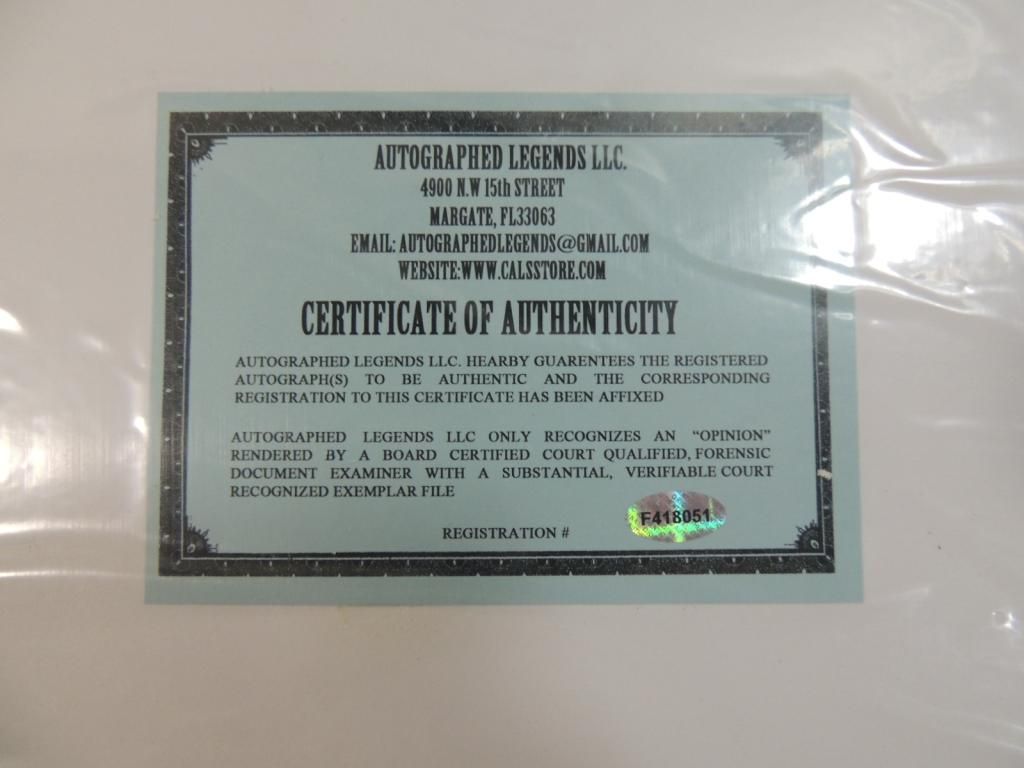 AUTOGRAPHED LEGENDS LLC.
4900 N.W 15th STREET
MARGATE, FL33063
EMAIL: AUTOGRAPHEDLEGENDS@GMAIL.COM
WEBSITE:WWW.CALSSTORE.COM
CERTIFICATE OF AUTHENTICITY
AUTOGRAPHED LEGENDS LLC. HEARBY GUARENTEES THE REGISTERED
AUTOGRAPH(S) TO BE AUTHENTIC AND THE CORRESPONDING
REGISTRATION TO THIS CERTIFICATE HAS BEEN AFFIXED
AUTOGRAPHED LEGENDS LLC ONLY RECOGNIZES AN “OPINION”
RENDERED BY A BOARD CERTIFIED COURT QUALIFIED, FORENSIC
DOCUMENT EXAMINER WITH A SUBSTANTIAL, VERIFIABLE COURT
RECOGNIZED EXEMPLAR FILE
REGISTRATION # F418051